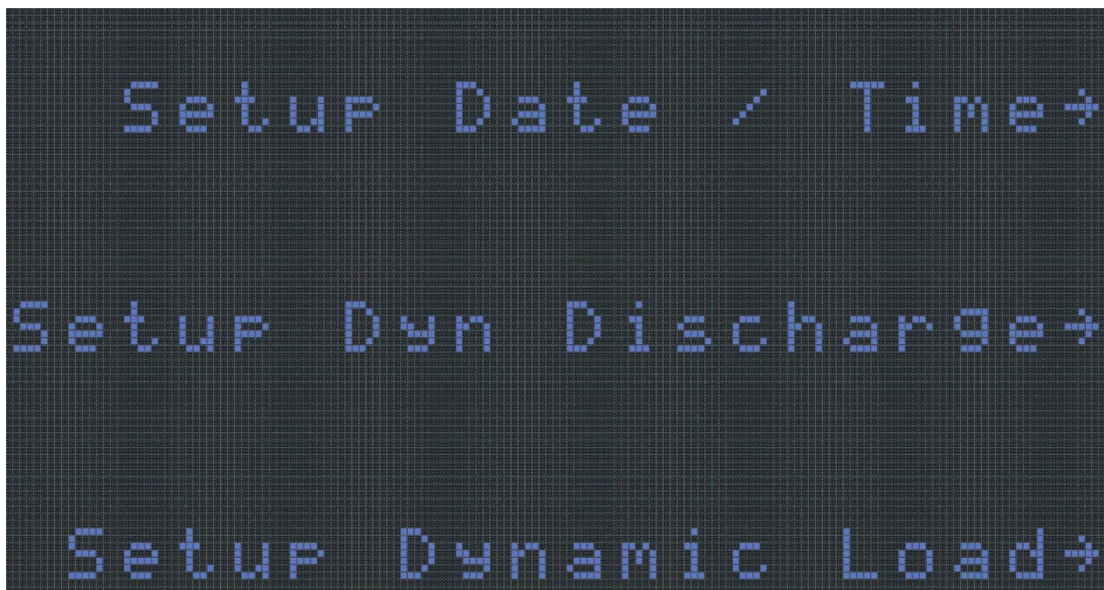 Setup Date / Time→
Setup Dyn Discharge→
Setup Dynamic Load→